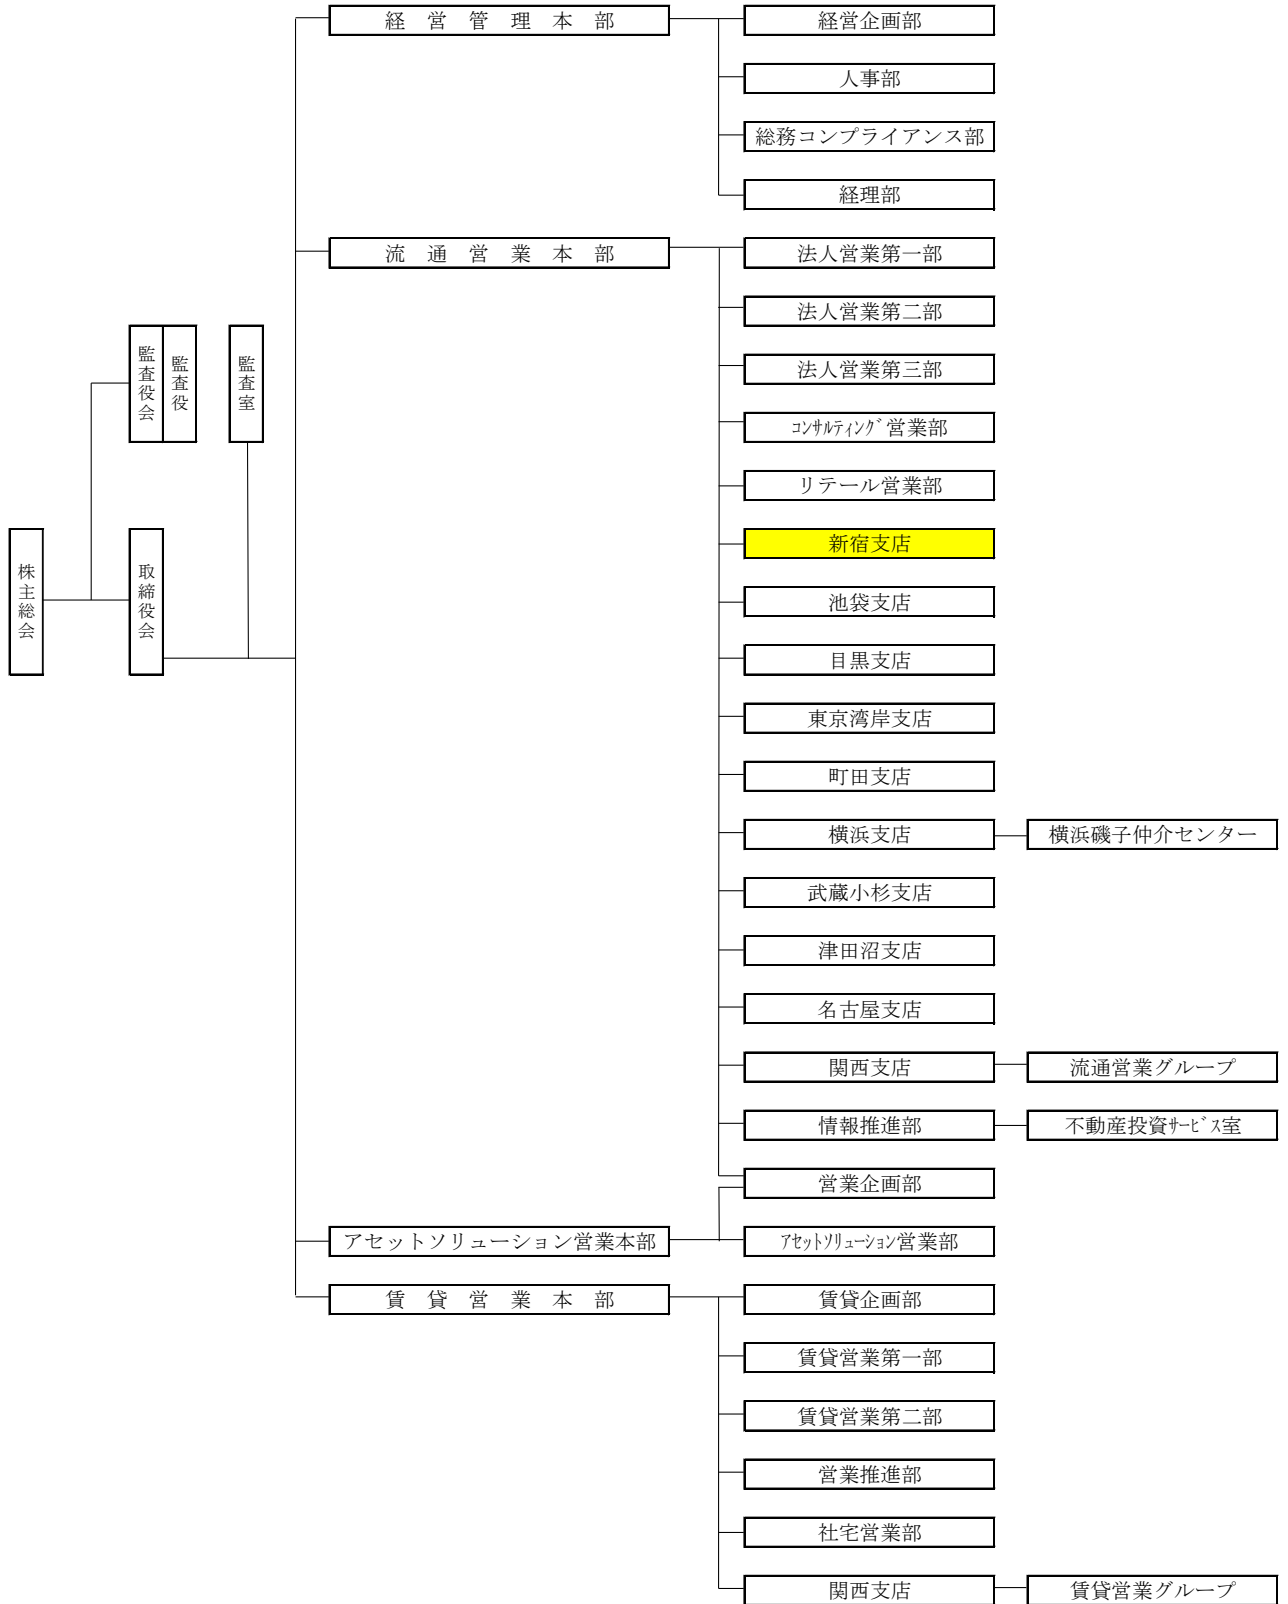 経営管理本部
経営企画部
人事部
総務コンプライアンス部
経理部
流通営業本部
法人営業第一部
法人営業第二部
法人営業第三部
ｺﾝｻﾙﾃｨﾝｸﾞ営業部
リテール営業部
新宿支店
池袋支店
目黒支店
東京湾岸支店
町田支店
横浜支店
横浜磯子仲介センター
武蔵小杉支店
津田沼支店
名古屋支店
関西支店
流通営業グループ
情報推進部
不動産投資ｻｰﾋﾞｽ室
営業企画部
監査役会
監査役
監査室
株主総会
取締役会
アセットソリューション営業本部
ｱｾｯﾄｿﾘｭｰｼｮﾝ営業部
賃貸営業本部
賃貸企画部
賃貸営業第一部
賃貸営業第二部
営業推進部
社宅営業部
関西支店
賃貸営業グループ